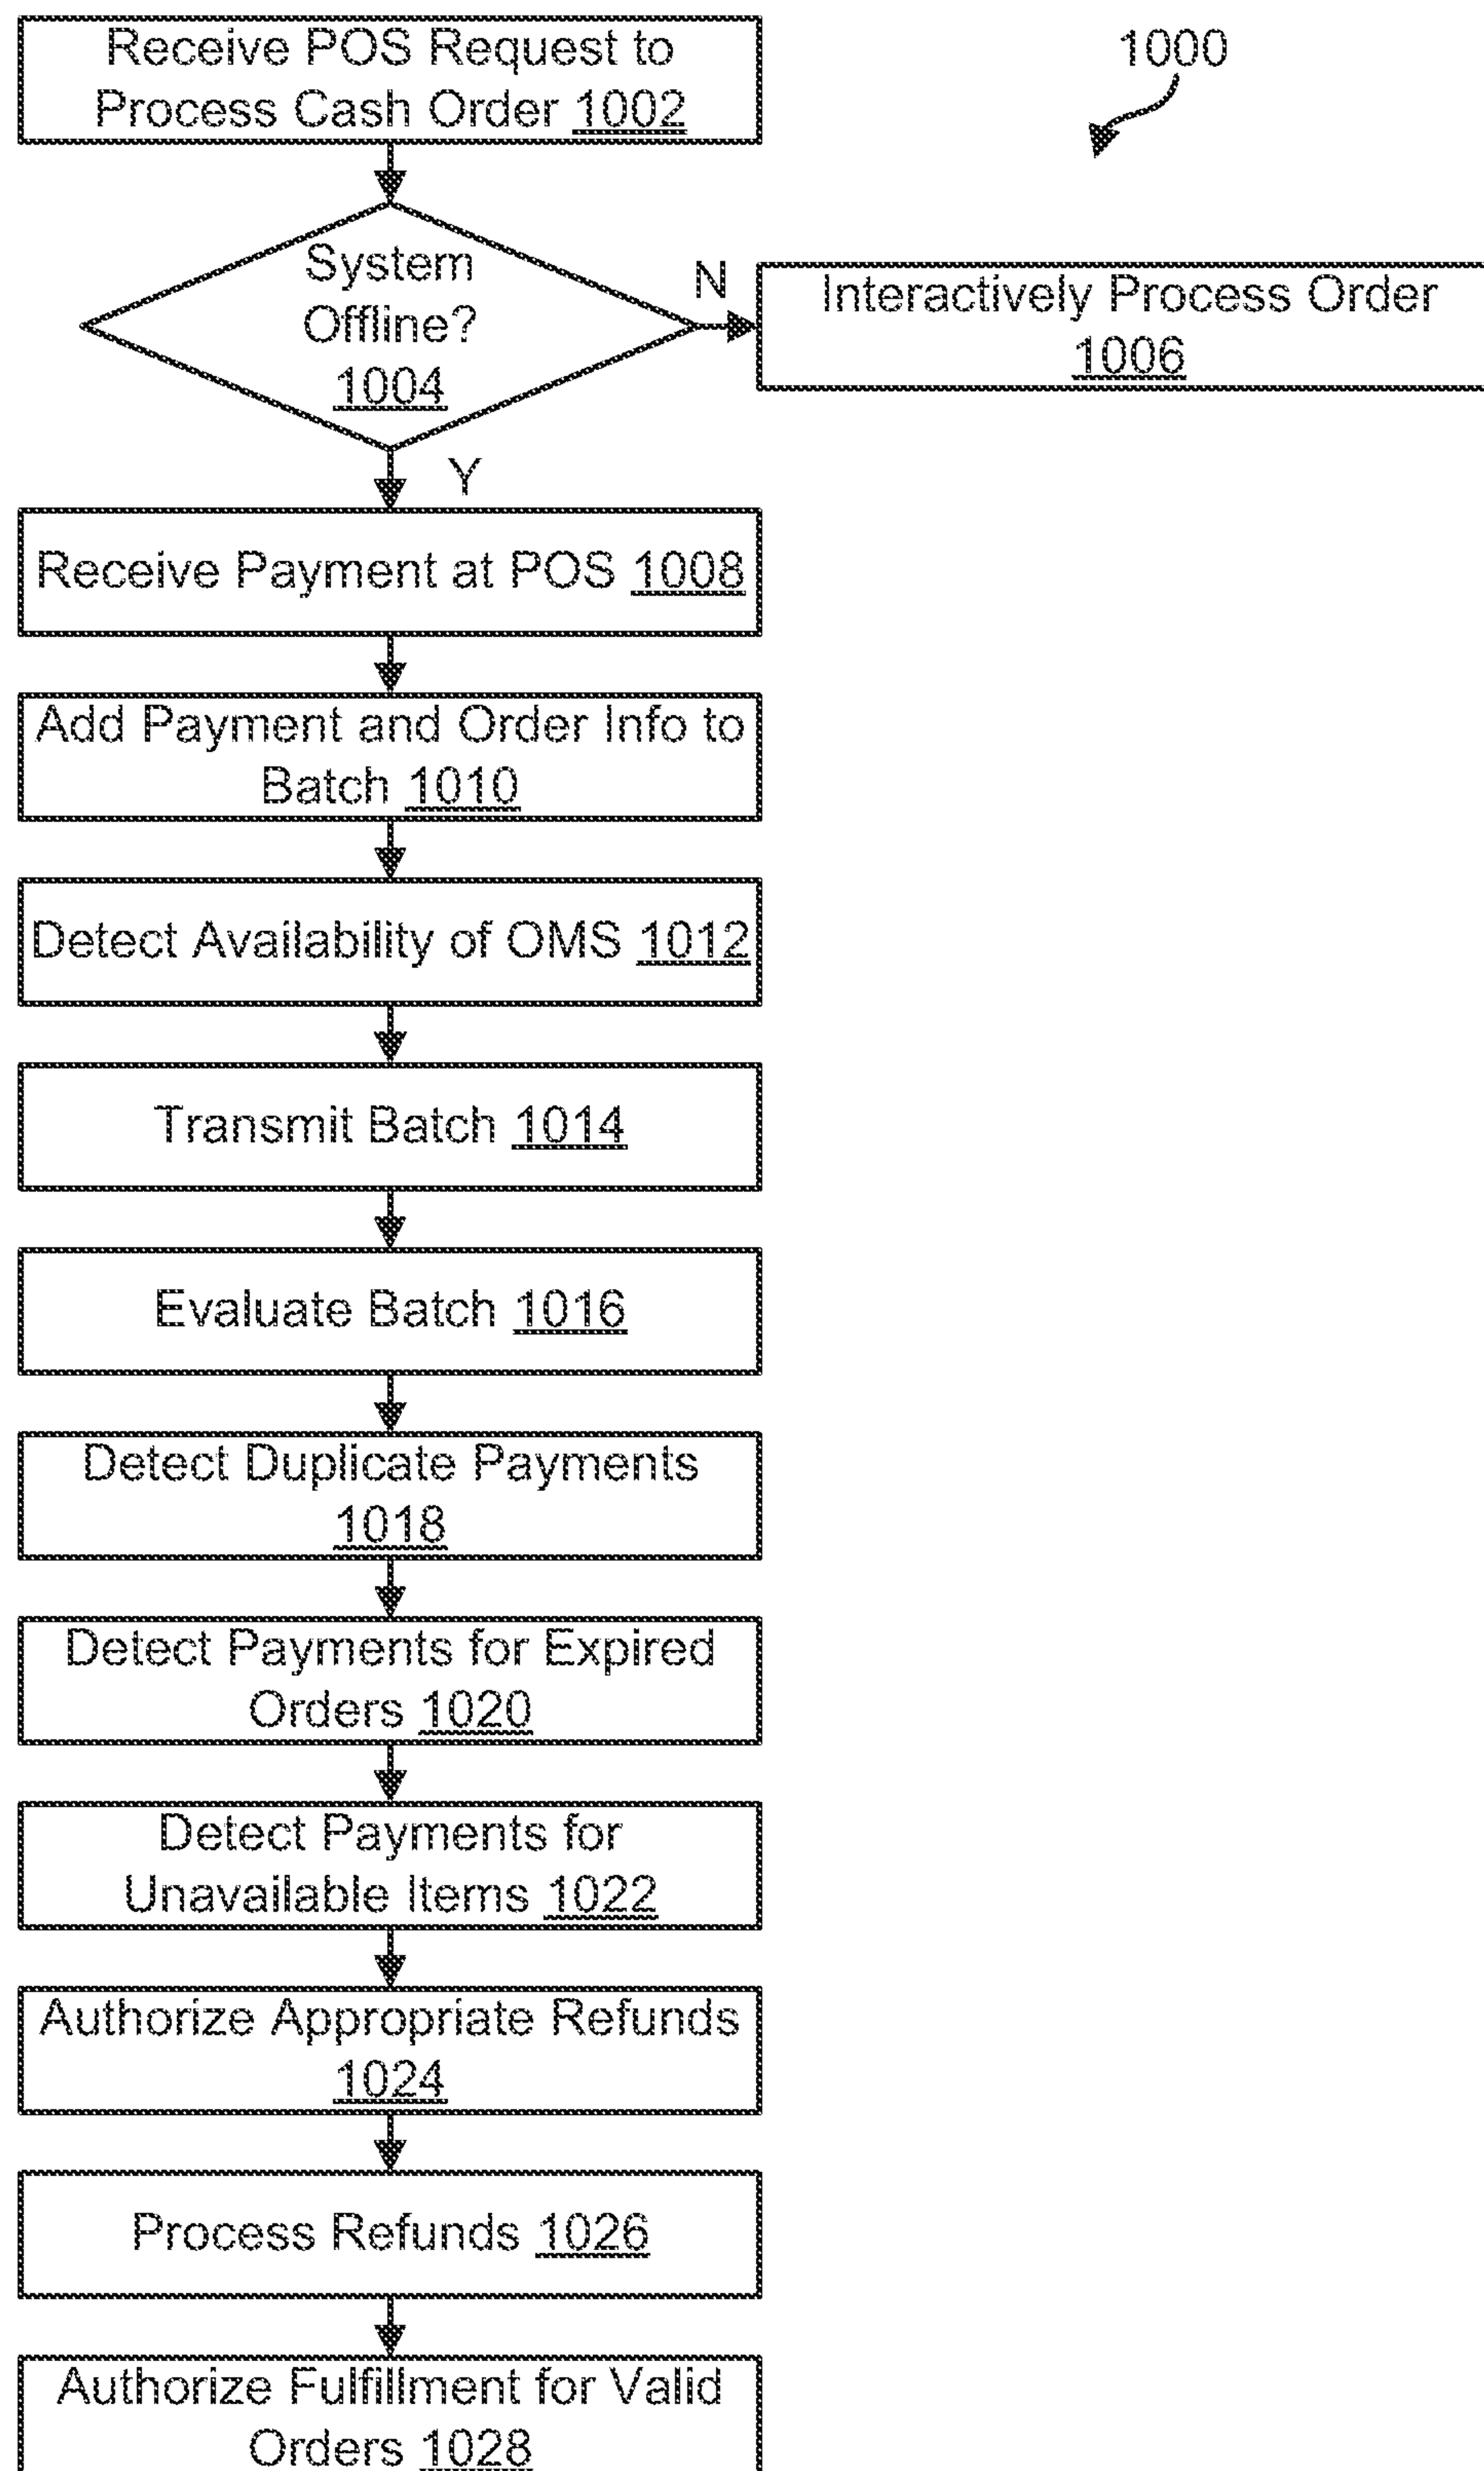 Receive POS Request to
Process Cash Order 1002
1000
System
Offline?
1004
N
Interactively Process Order
1006
Y
Receive Payment at POS 1008
Add Payment and Order Info to
Batch 1010
Detect Availability of OMS 1012
Transmit Batch 1014
Evaluate Batch 1016
Detect Duplicate Payments
1018
Detect Payments for Expired
Orders 1020
Detect Payments for
Unavailable Items 1022
Authorize Appropriate Refunds
1024
Process Refunds 1026
Authorize Fulfillment for Valid
Orders 1028